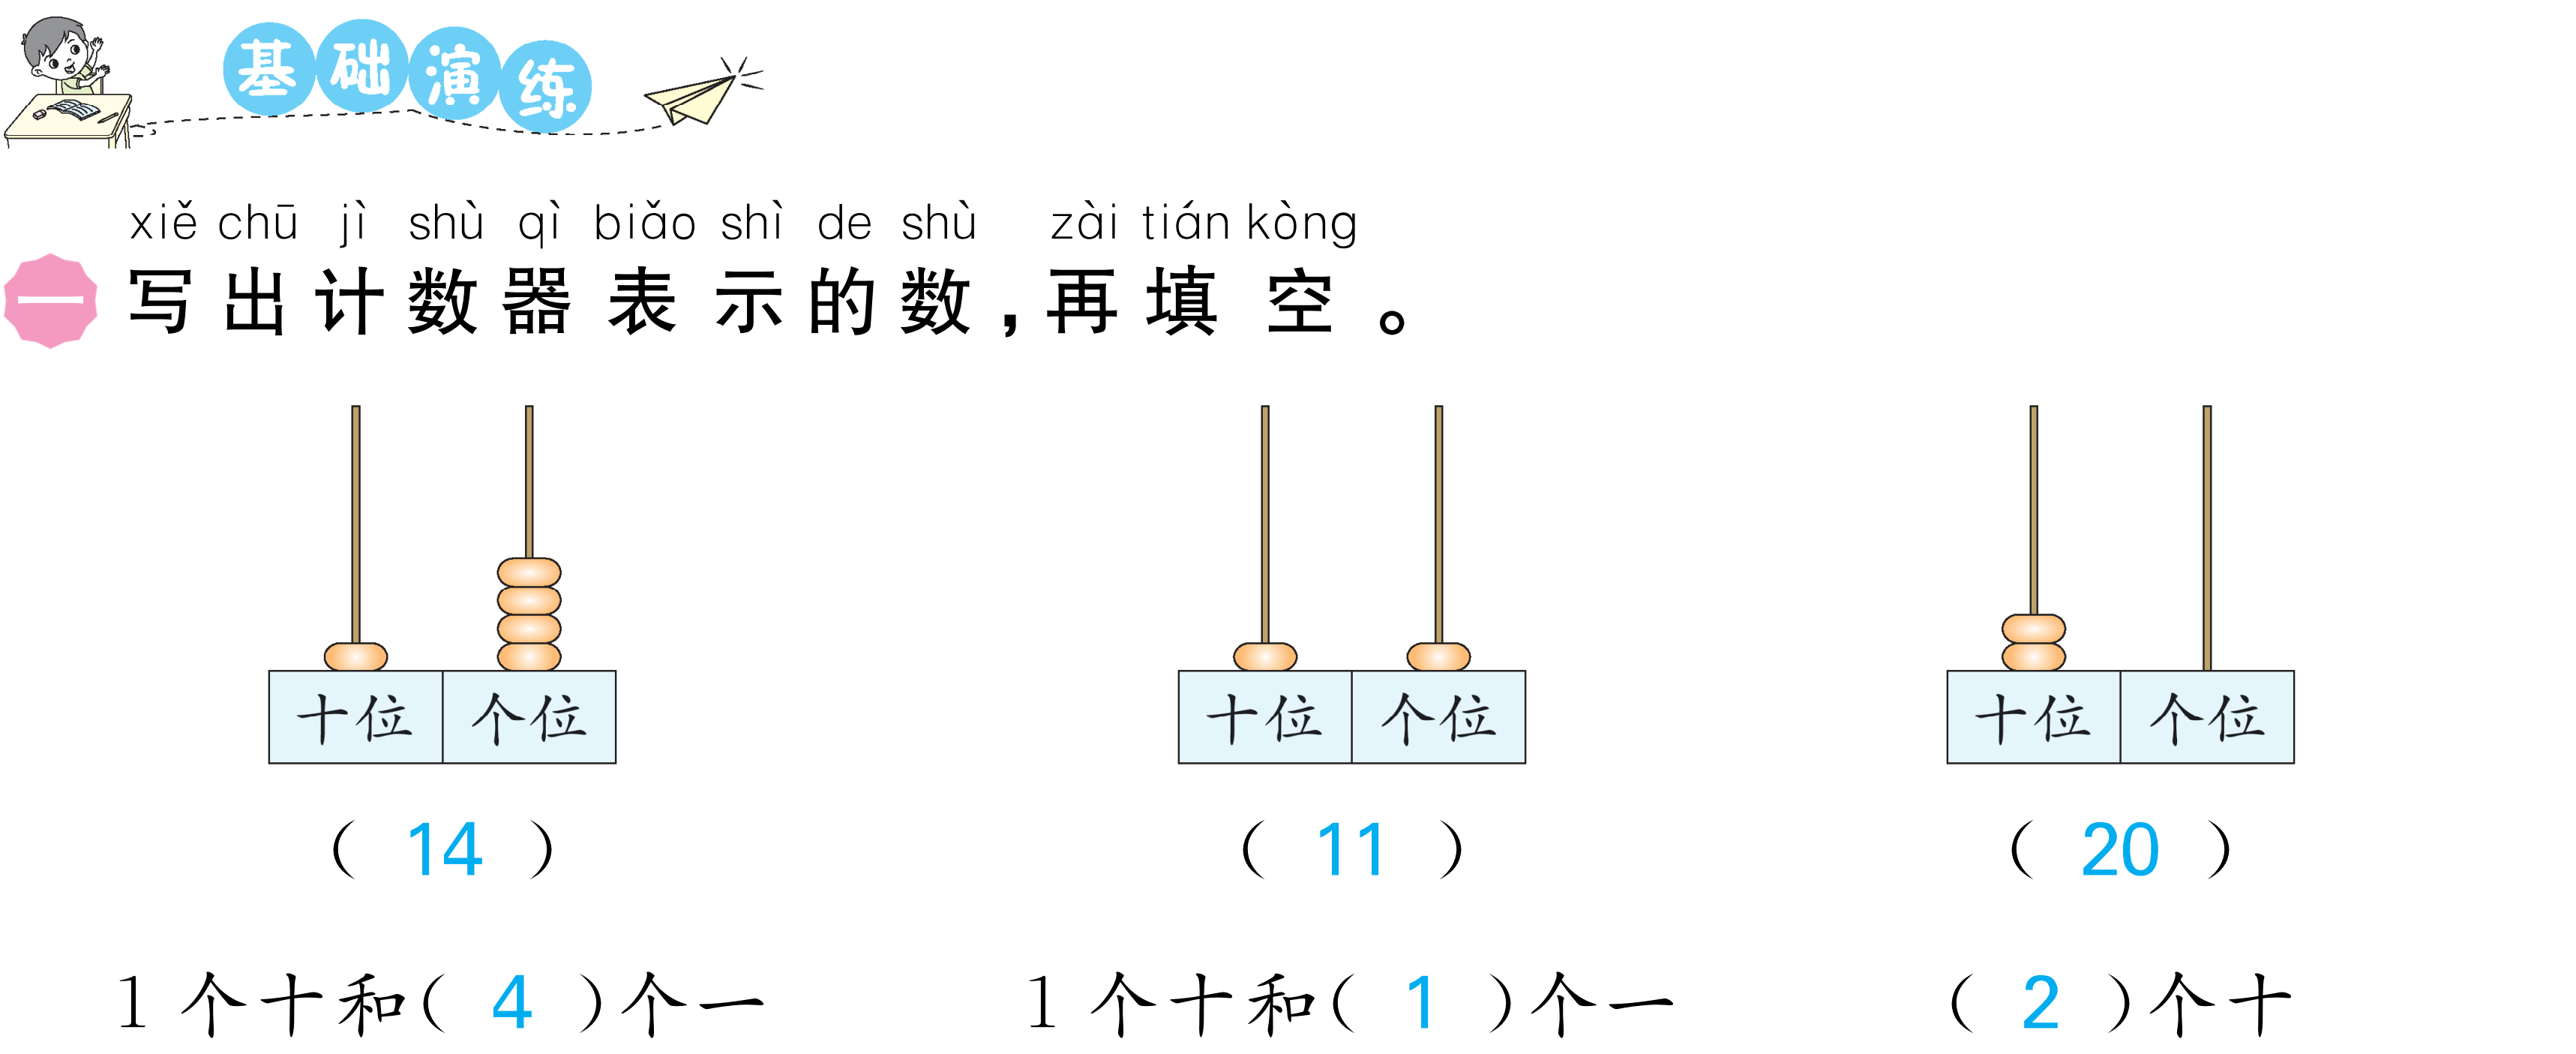 基础演练
xiě chū jì shù qì biǎo shì de shù zài tián kòng
一 写出计数器表示的数,再填空。
十位 个位 十位 个位 十位 个位
( 14 ) ( 11 ) ( 20 )
1个十和( 4 )个一 1个十和( 1 )个一 ( 2 )个十